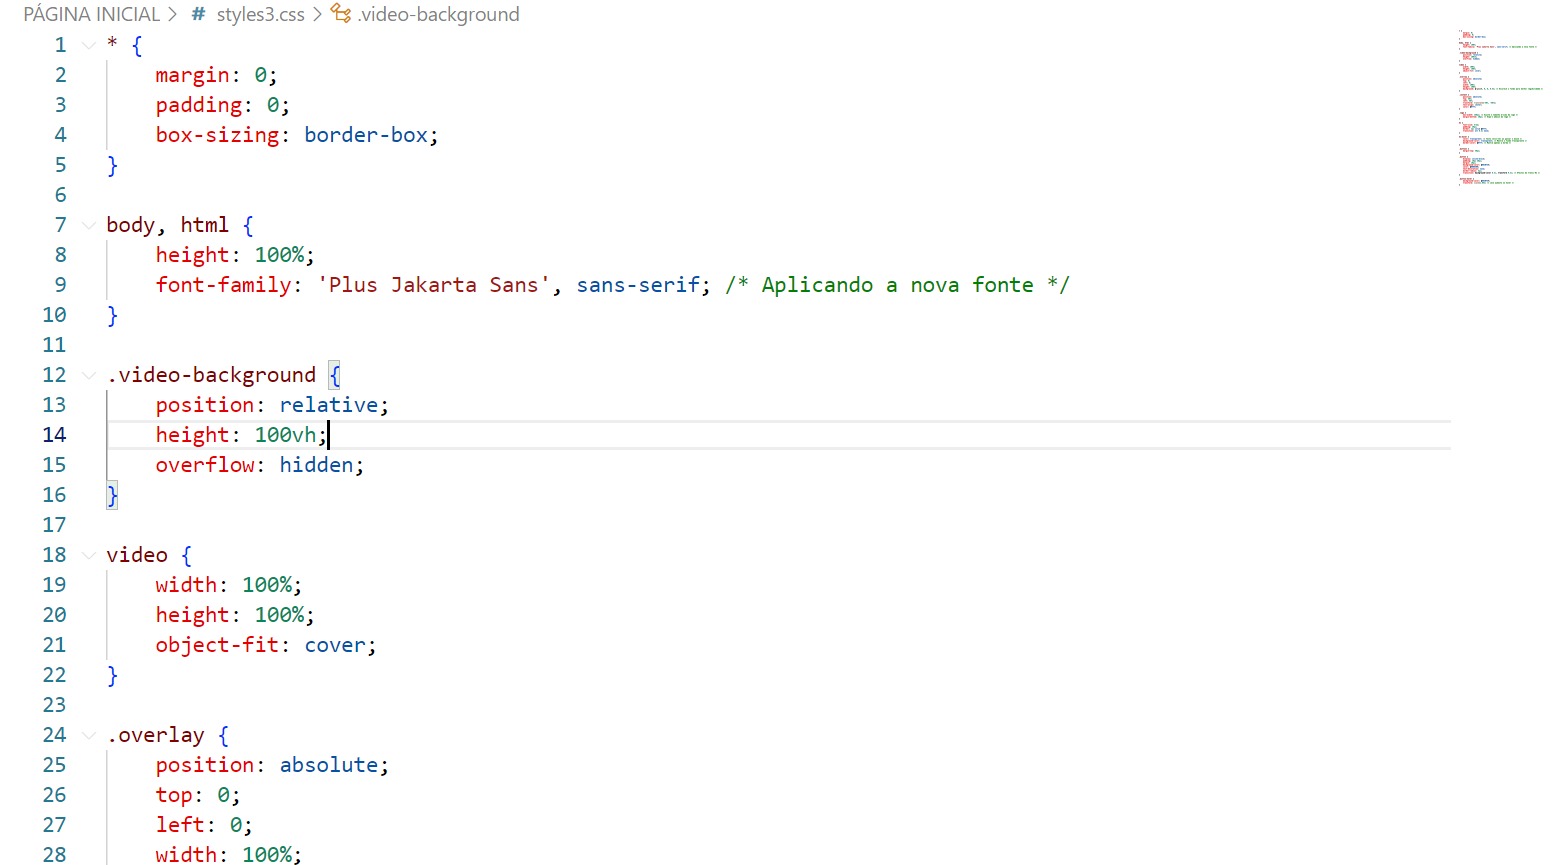 PÁGINA INICIAL > # styles3.css > .video-background
1 * {
2 margin: 0;
3 padding: 0;
4 box-sizing: border-box;
5 }
6
7 body, html {
8 height: 100%;
9 font-family: 'Plus Jakarta Sans', sans-serif; /* Aplicando a nova fonte */
10 }
11
12 .video-background {
13 position: relative;
14 height: 100vh;
15 overflow: hidden;
16 }
17
18 video {
19 width: 100%;
20 height: 100%;
21 object-fit: cover;
22 }
23
24 .overlay {
25 position: absolute;
26 top: 0;
27 left: 0;
28 width: 100%;